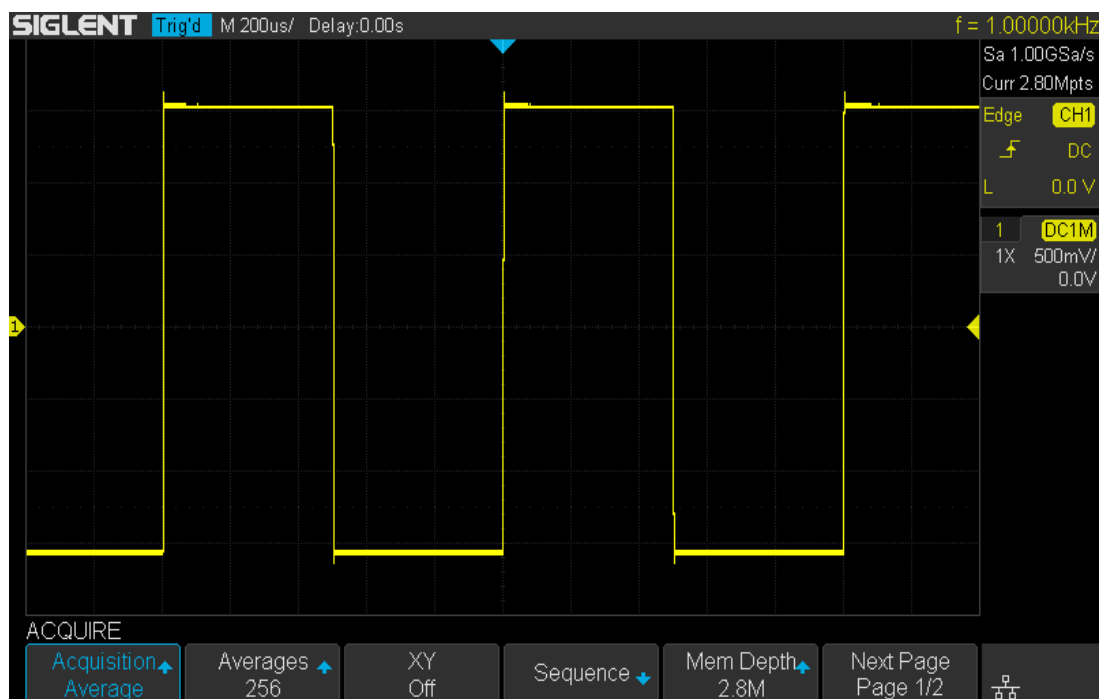 SIGLENT Trig'd M 200us/ Delay:0.00s f = 1.00000kHz
Sa 1.00GSa/s
Curr 2.80Mpts
Edge CH1
DC
L 0.0 V
1 DC1M
1X 500mV/
0.0V
1
ACQUIRE
Acquisition Averages XY Sequence Mem Depth Next Page
Average 256 Off 2.8M Page 1/2